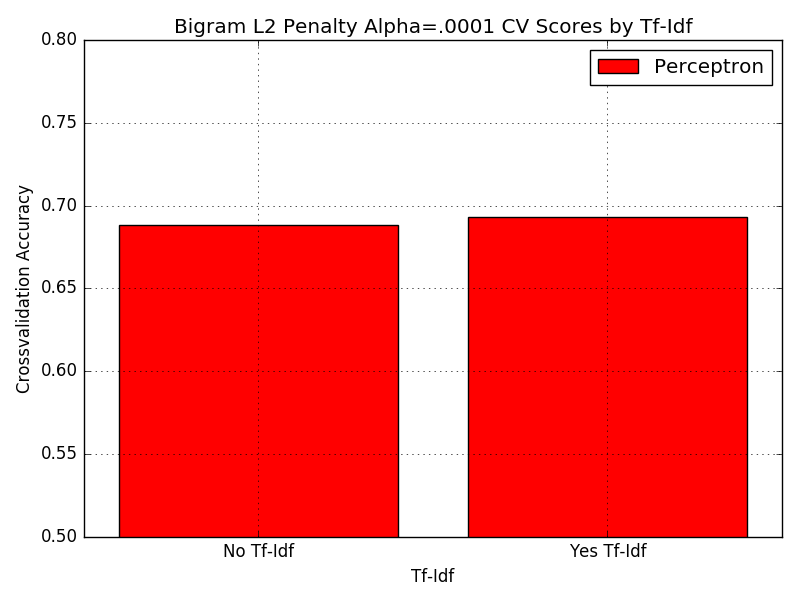 Bigram L2 Penalty Alpha=.0001 CV Scores by Tf-Idf
Perceptron
Crossvalidation Accuracy
0.80
0.75
0.70
0.65
0.60
0.55
0.50
No Tf-Idf
Yes Tf-Idf
Tf-Idf